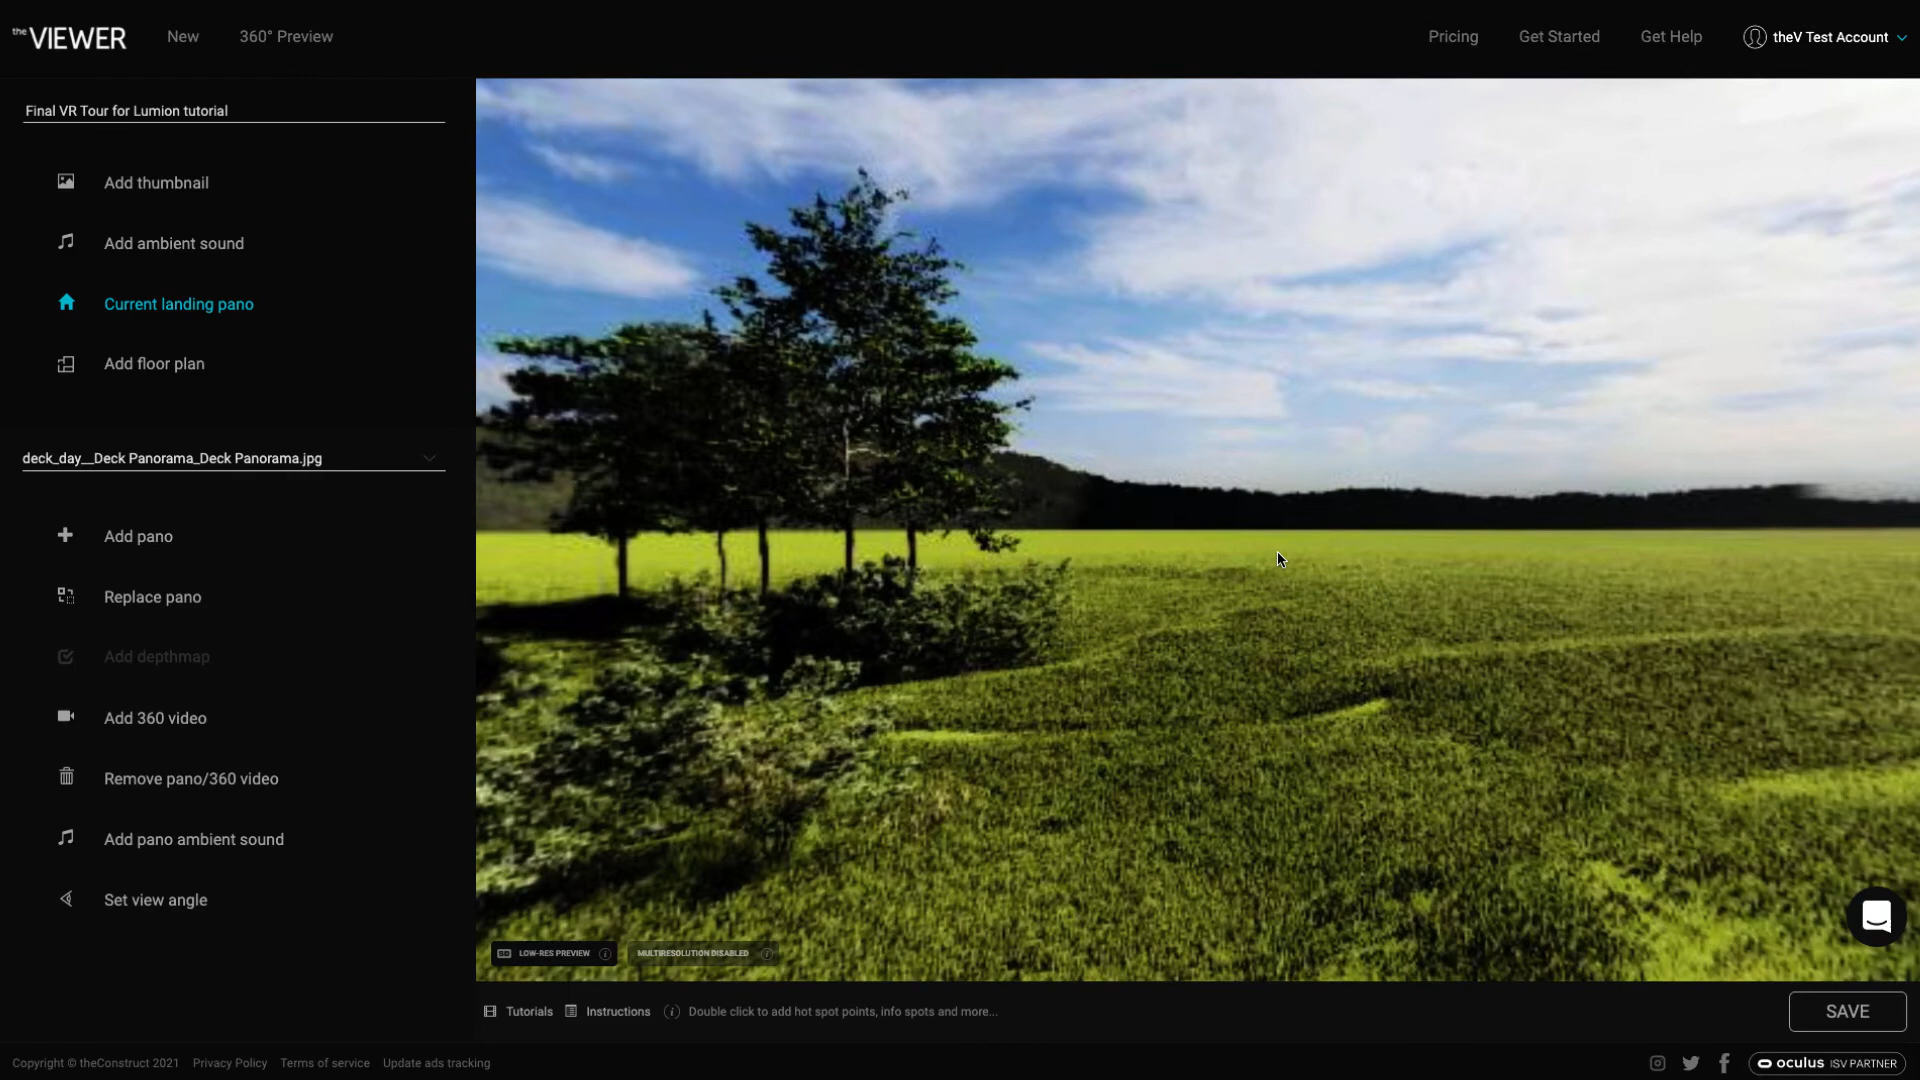 the VIEWER
New
360° Preview
Pricing
Get Started
Get Help
theV Test Account
Final VR Tour for Lumion tutorial
Add thumbnail
Add ambient sound
Current landing pano
Add floor plan
deck_day__Deck Panorama_Deck Panorama.jpg
Add pano
Replace pano
Add depthmap
Add 360 video
Remove pano/360 video
Add pano ambient sound
Set view angle
SD LOW-RES PREVIEW i
MULTIRESOLUTION DISABLED i
Tutorials
Instructions
i Double click to add hot spot points, info spots and more...
SAVE
Copyright © theConstruct 2021
Privacy Policy
Terms of service
Update ads tracking
oculus ISV PARTNER